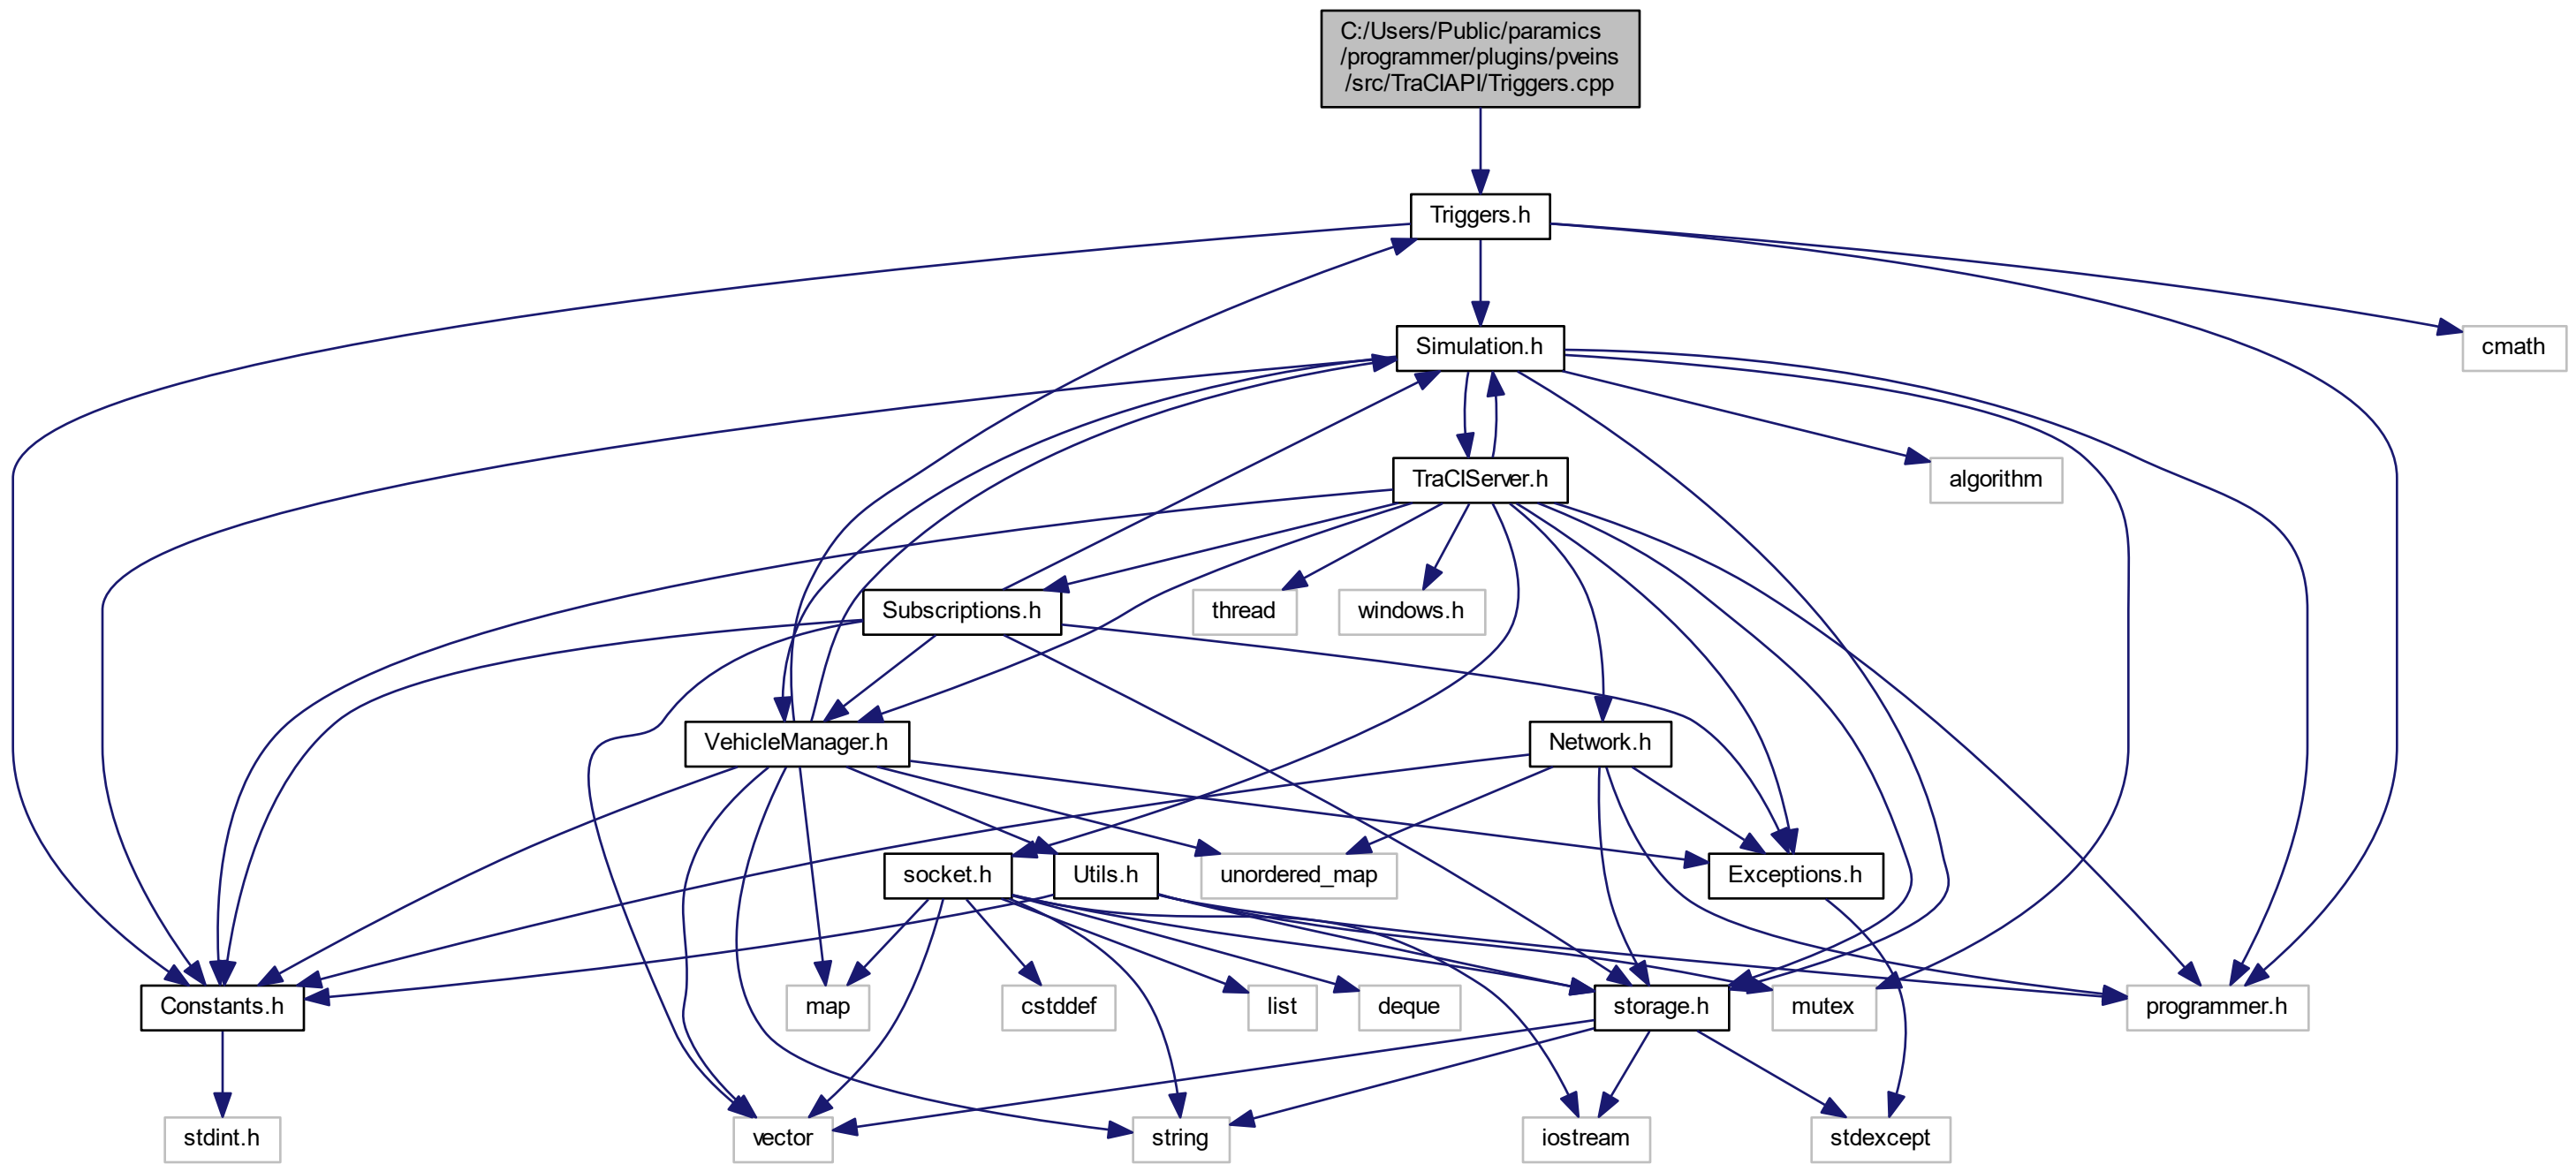 C:/Users/Public/paramics
/programmer/plugins/pveins
/src/TraCIAPI/Triggers.cpp
Triggers.h
Simulation.h
cmath
TraCIServer.h
algorithm
Subscriptions.h
thread
windows.h
VehicleManager.h
Network.h
socket.h
Utils.h
unordered_map
Exceptions.h
Constants.h
map
cstddef
list
deque
storage.h
mutex
programmer.h
stdint.h
vector
string
iostream
stdexcept